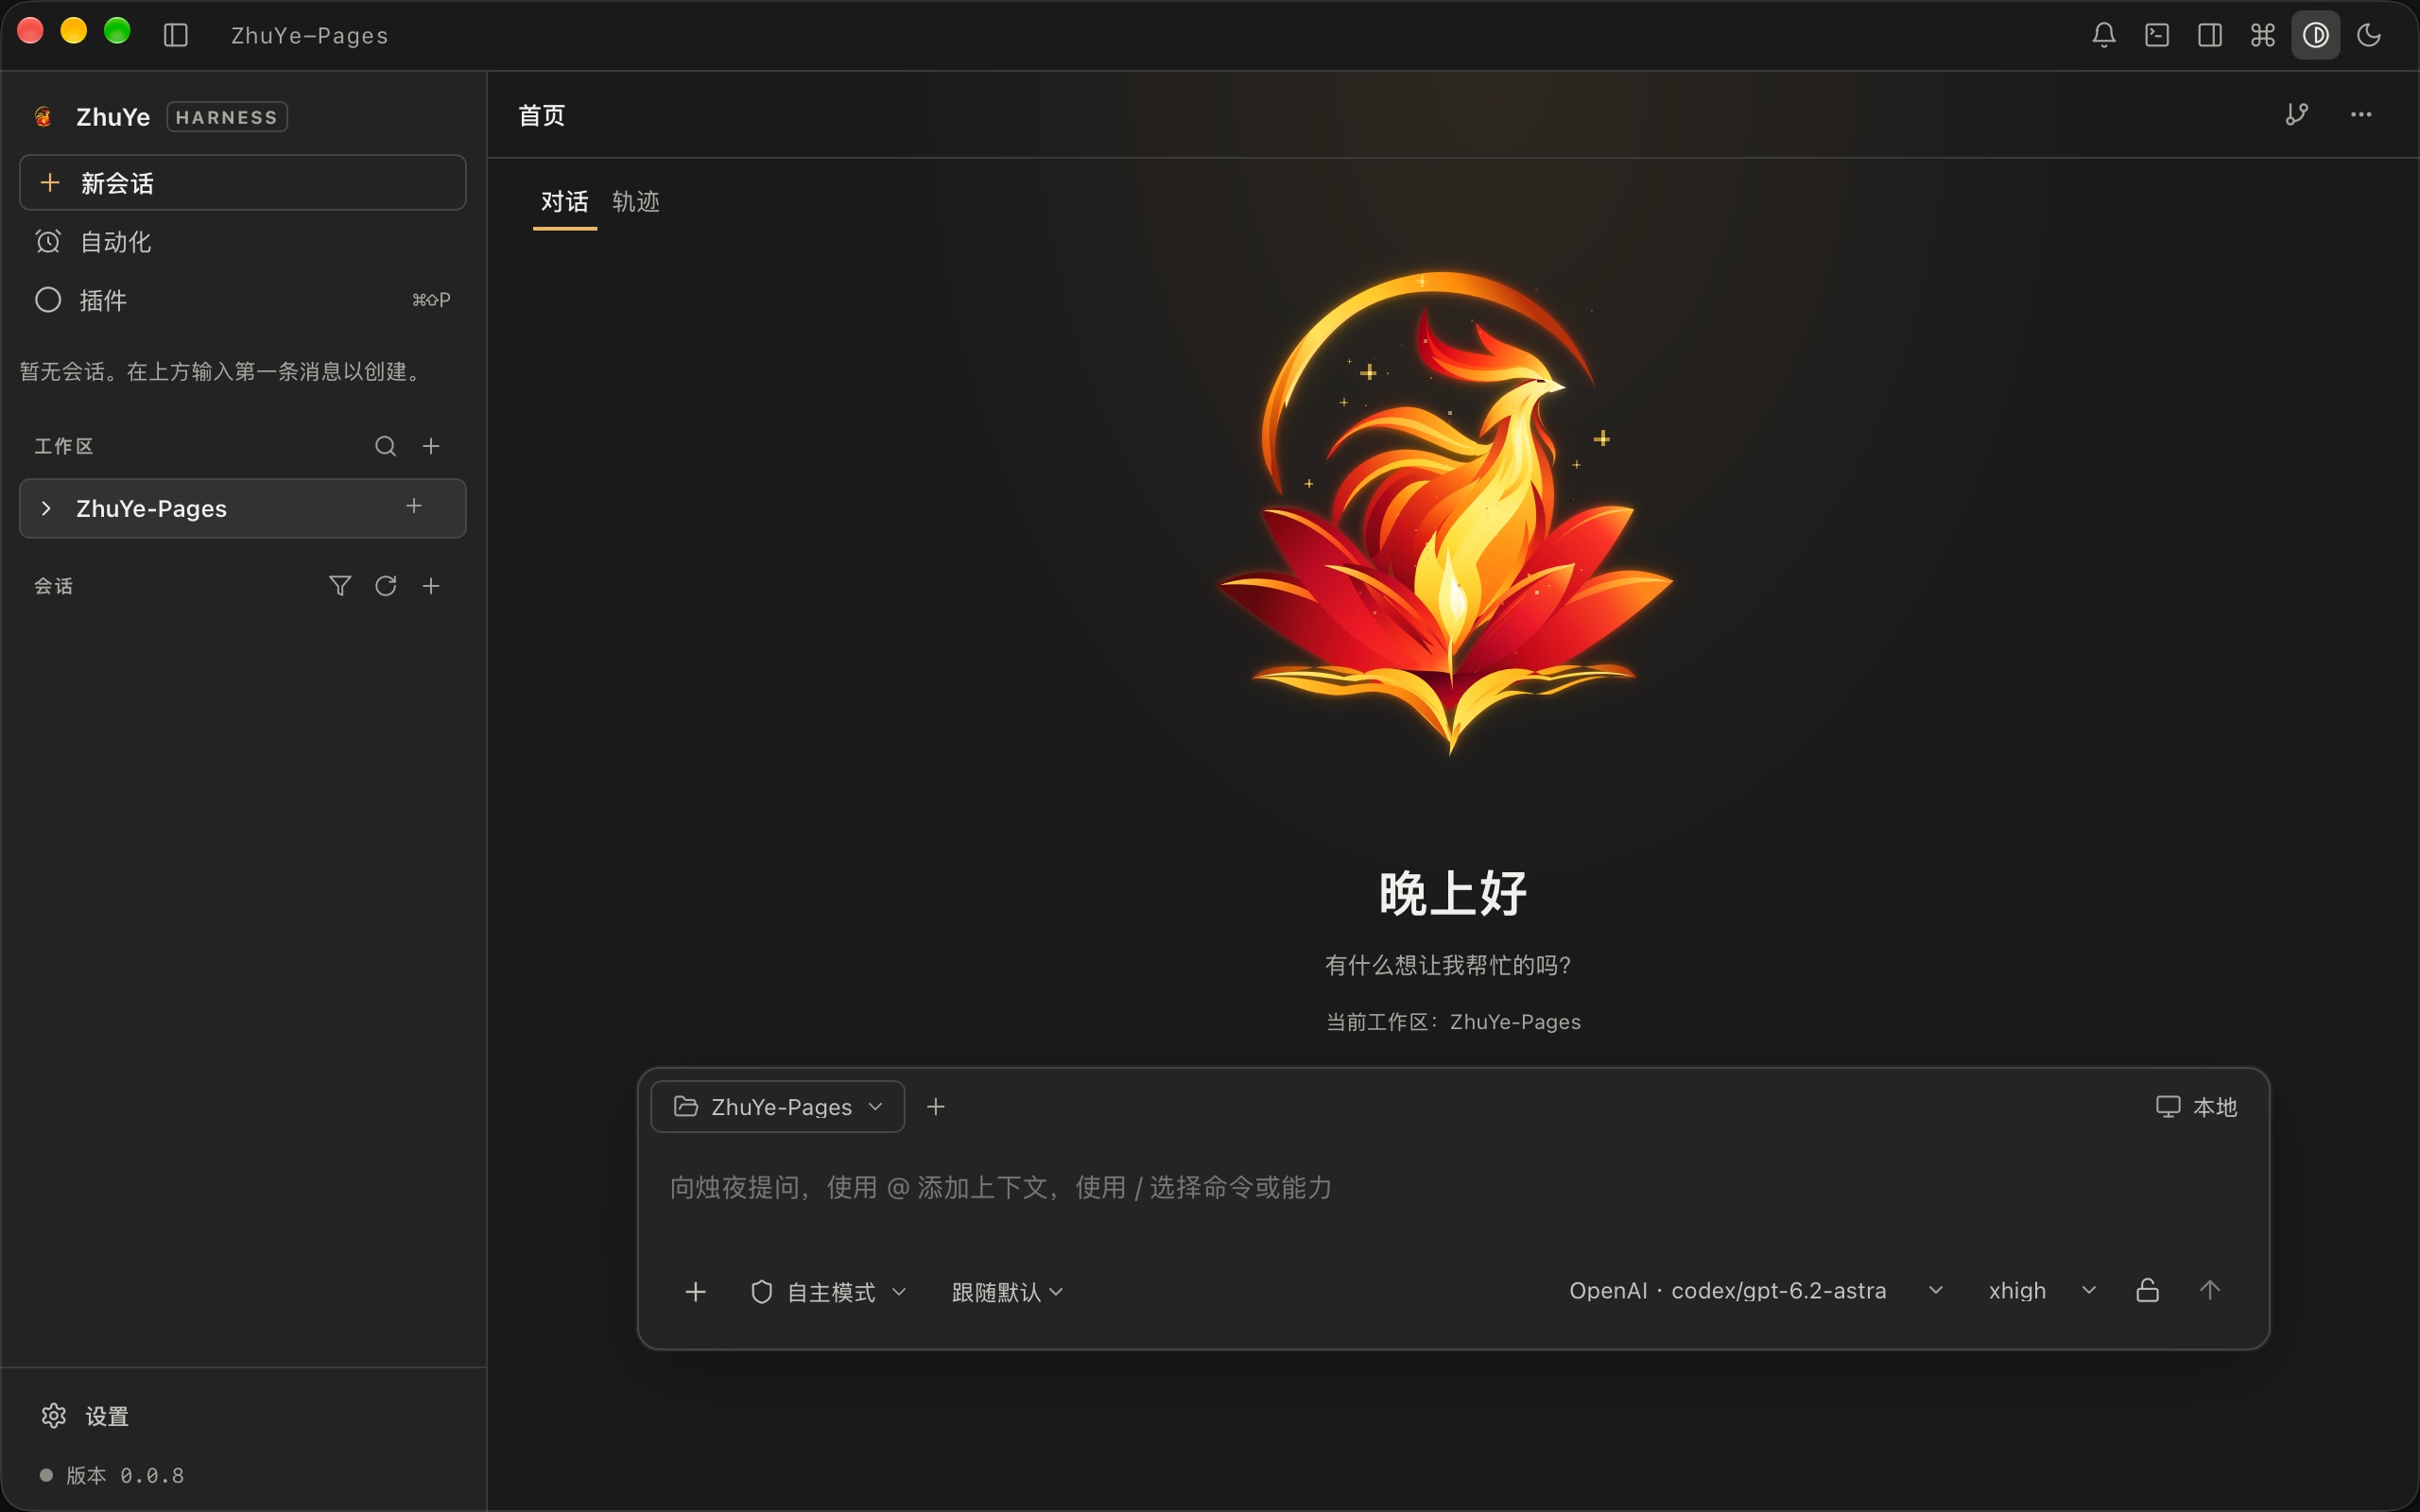 ZhuYe–Pages
ZhuYe HARNESS
新会话
自动化
插件 ⌘⇧P
暂无会话。在上方输入第一条消息以创建。
工作区
ZhuYe-Pages
会话
设置
版本 0.0.8
首页
对话 轨迹
晚上好
有什么想让我帮忙的吗?
当前工作区：ZhuYe-Pages
ZhuYe-Pages 本地
向烛夜提问，使用 @ 添加上下文，使用 / 选择命令或能力
自主模式 跟随默认 OpenAI · codex/gpt-6.2-astra xhigh